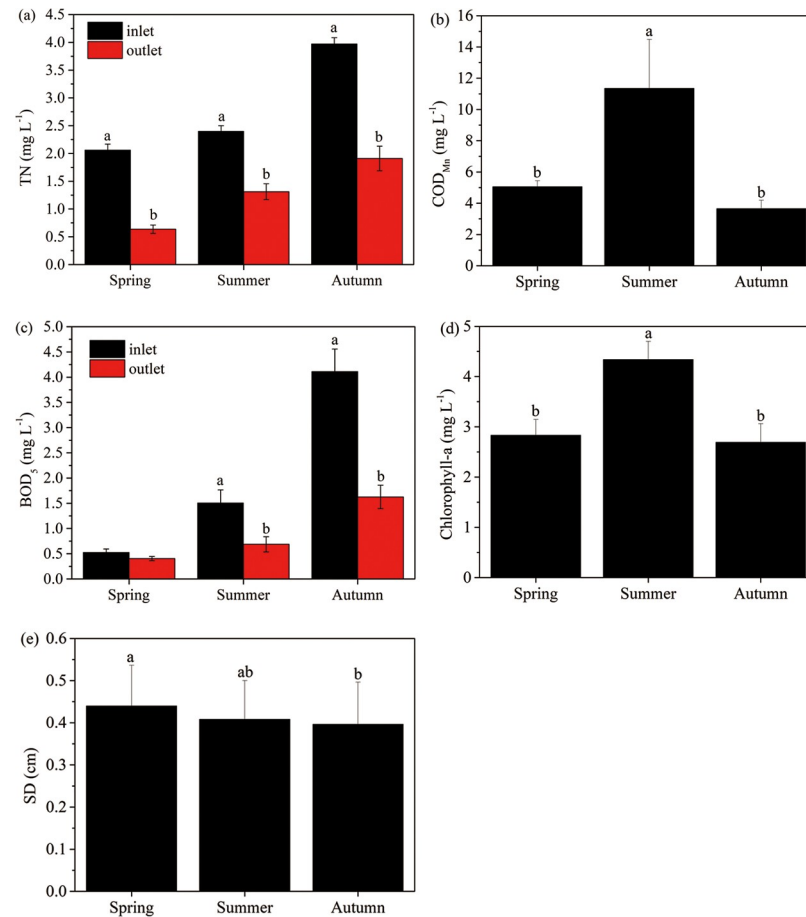 (a)
4.5
4.0
3.5
3.0
2.5
2.0
1.5
1.0
0.5
0.0
TN (mg L⁻¹)
inlet
outlet
a
b
a
b
a
b
Spring Summer Autumn
(b)
16
14
12
10
8
6
4
2
0
COD_Mn (mg L⁻¹)
b
a
b
Spring Summer Autumn
(c)
5.0
4.5
4.0
3.5
3.0
2.5
2.0
1.5
1.0
0.5
0.0
BOD₅ (mg L⁻¹)
inlet
outlet
a
b
a
b
Spring Summer Autumn
(d)
5
4
3
2
1
0
Chlorophyll-a (mg L⁻¹)
b
a
b
Spring Summer Autumn
(e)
0.6
0.5
0.4
0.3
0.2
0.1
0.0
SD (cm)
a
ab
b
Spring Summer Autumn